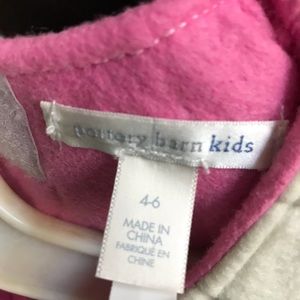 pottery barn kids
4-6
MADE IN
CHINA
FABRIQUÉ EN
CHINE